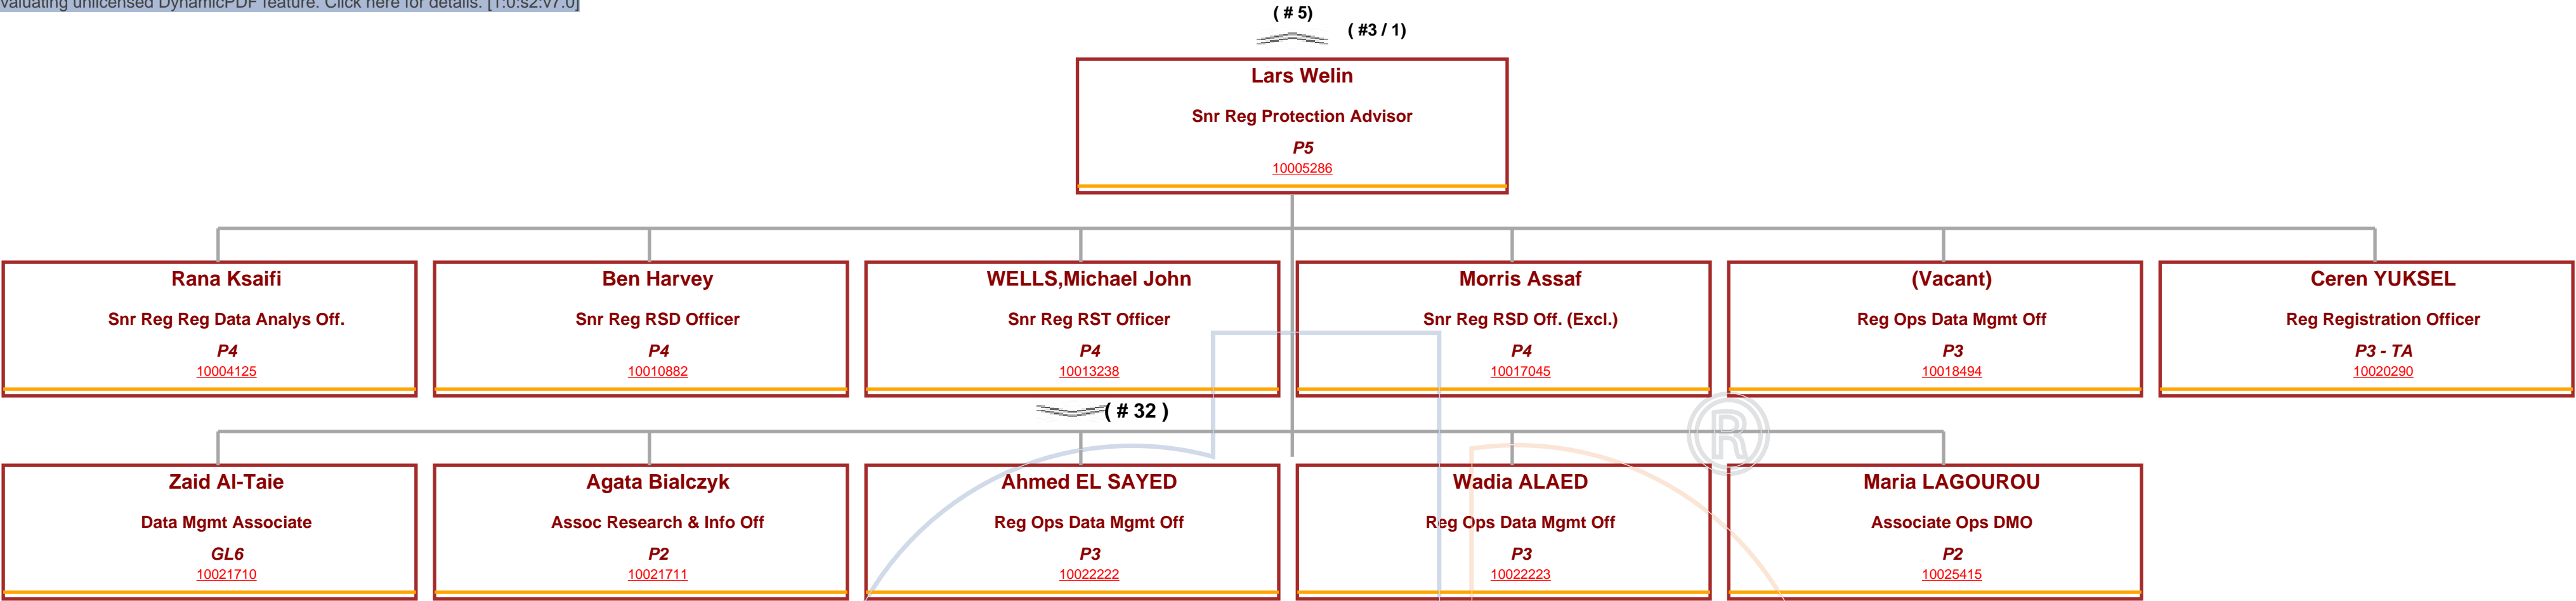 valuating unlicensed DynamicPDF feature. Click here for details. [1:0:s2:v7.0]
( # 5)
( #3 / 1)
Lars Welin
Snr Reg Protection Advisor
P5
10005286
Rana Ksaifi
Snr Reg Reg Data Analys Off.
P4
10004125
Ben Harvey
Snr Reg RSD Officer
P4
10010882
WELLS,Michael John
Snr Reg RST Officer
P4
10013238
Morris Assaf
Snr Reg RSD Off. (Excl.)
P4
10017045
(Vacant)
Reg Ops Data Mgmt Off
P3
10018494
Ceren YUKSEL
Reg Registration Officer
P3 - TA
10020290
( # 32 )
®
Zaid Al-Taie
Data Mgmt Associate
GL6
10021710
Agata Bialczyk
Assoc Research & Info Off
P2
10021711
Ahmed EL SAYED
Reg Ops Data Mgmt Off
P3
10022222
Wadia ALAED
Reg Ops Data Mgmt Off
P3
10022223
Maria LAGOUROU
Associate Ops DMO
P2
10025415